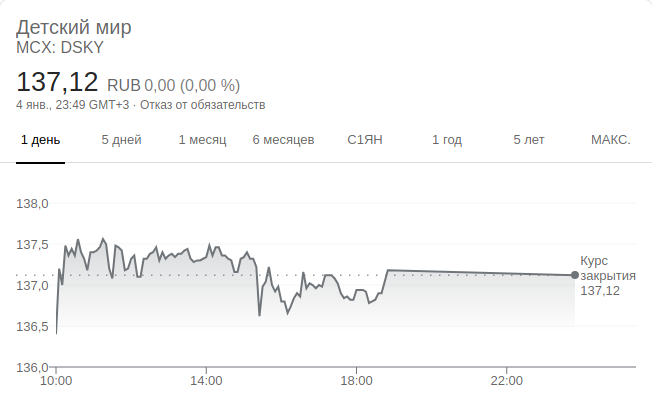 Детский мир
MCX: DSKY
137,12 RUB 0,00 (0,00 %)
4 янв., 23:49 GMT+3 · Отказ от обязательств
1 день 5 дней 1 месяц 6 месяцев С1ЯН 1 год 5 лет МАКС.
138,0
137,5
137,0
136,5
136,0
Курс
закрытия
137,12
10:00 14:00 18:00 22:00